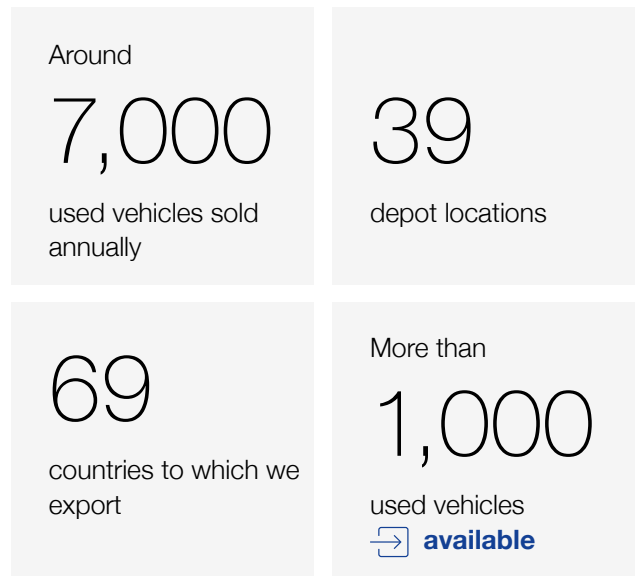 Around
7,000
used vehicles sold
annually
39
depot locations
69
countries to which we
export
More than
1,000
used vehicles
available